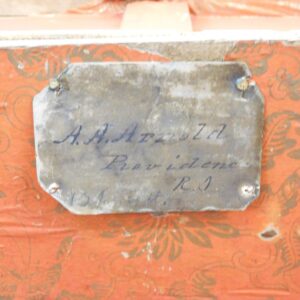 A. A. Arnold
Providence
R. I